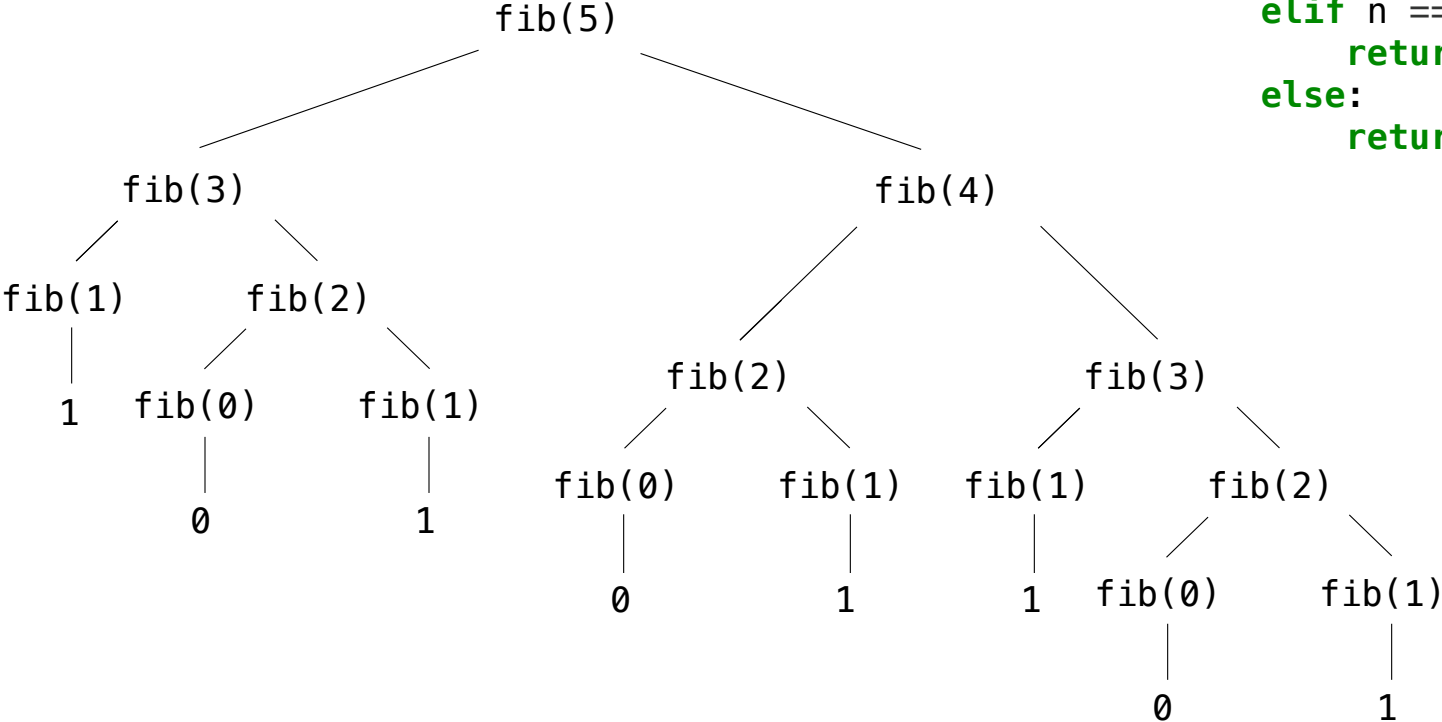 fib(5)
elif n ==
else:
fib(3) fib(4)
fib(1) fib(2)
fib(2) fib(3)
1 fib(0) fib(1)
fib(0) fib(1) fib(1) fib(2)
0 1
0 1 1 fib(0) fib(1)
0 1